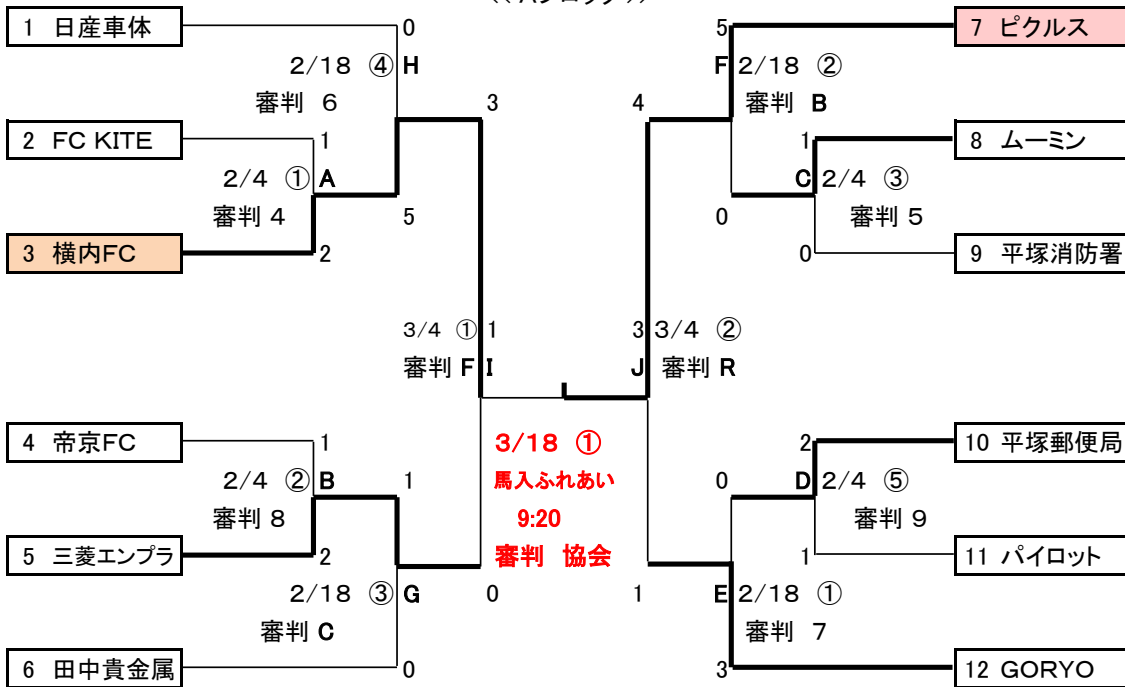 1 日産車体 0 5 7 ピクルス
2/18 ④ H F 2/18 ②
審判 6 3 4 審判 B
2 FC KITE 1 1 8 ムーミン
2/4 ① A C 2/4 ③
審判 4 5 0 審判 5
3 横内FC 2 0 9 平塚消防署
3/4 ① 1 3 3/4 ②
審判 F I J 審判 R
4 帝京FC 1 3/18 ① 2 10 平塚郵便局
2/4 ② B 1 馬入ふれあい 0 D 2/4 ⑤
審判 8 9:20 審判 9
5 三菱エンプラ 2 審判 協会 1 11 パイロット
2/18 ③ G 0 1 E 2/18 ①
審判 C 審判 7
6 田中貴金属 0 3 12 GORYO